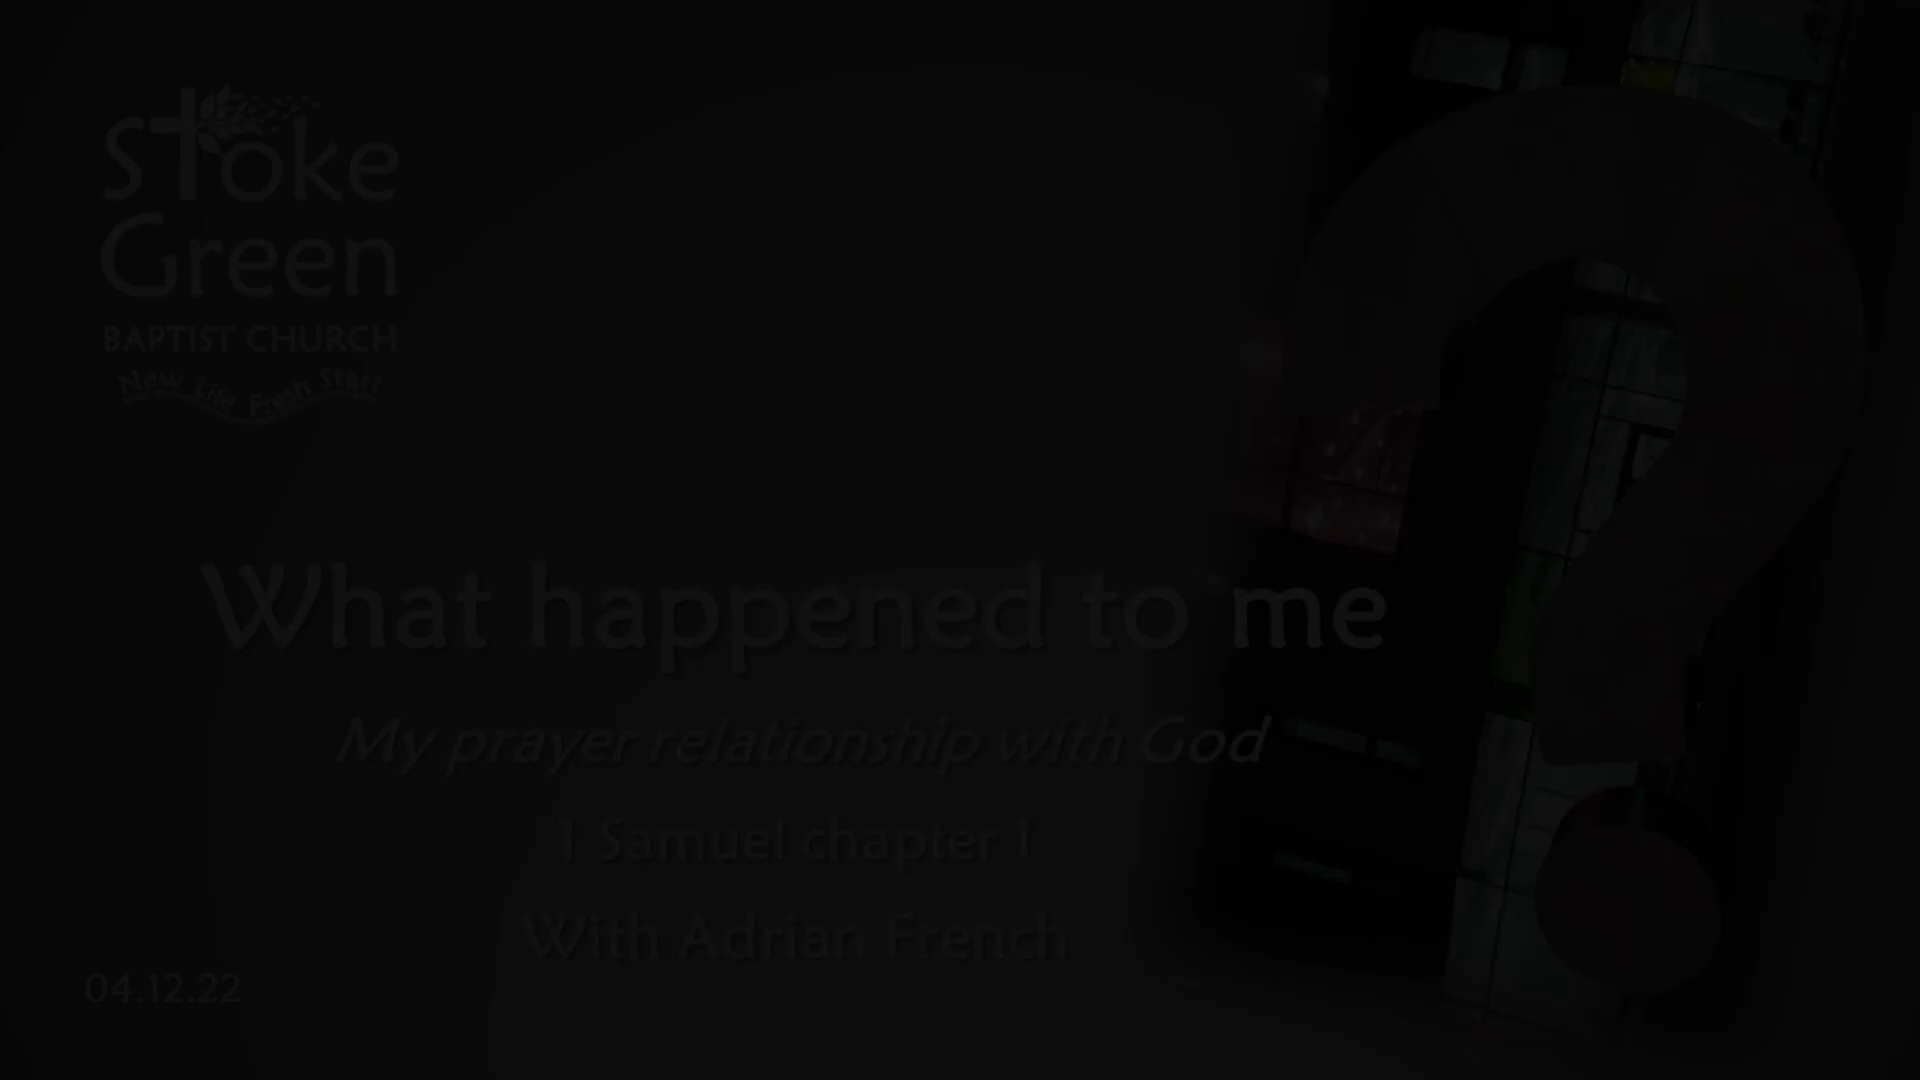 Stoke
Green
BAPTIST CHURCH
New Life Fresh Start
What happened to me
My prayer relationship with God
1 Samuel chapter 1
With Adrian French
04.12.22